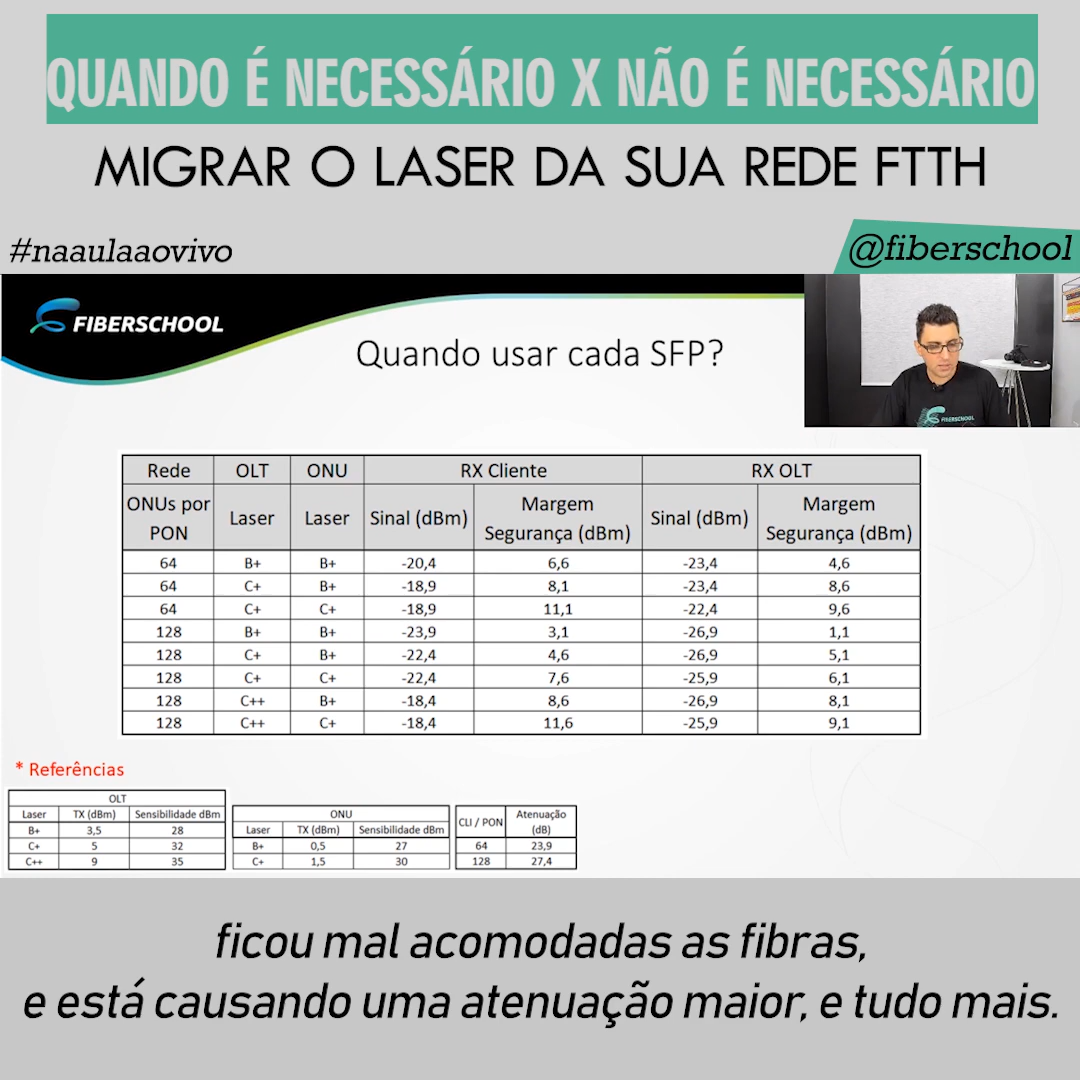 QUANDO É NECESSÁRIO X NÃO É NECESSÁRIO
MIGRAR O LASER DA SUA REDE FTTH
#naaulaaovivo
@fiberschool
FIBERSCHOOL
Quando usar cada SFP?
FIBERSCHOOL
Rede OLT ONU RX Cliente RX OLT
ONUs por PON Laser Laser Sinal (dBm) Margem Segurança (dBm) Sinal (dBm) Margem Segurança (dBm)
64 B+ B+ -20,4 6,6 -23,4 4,6
64 C+ B+ -18,9 8,1 -23,4 8,6
64 C+ C+ -18,9 11,1 -22,4 9,6
128 B+ B+ -23,9 3,1 -26,9 1,1
128 C+ B+ -22,4 4,6 -26,9 5,1
128 C+ C+ -22,4 7,6 -25,9 6,1
128 C++ B+ -18,4 8,6 -26,9 8,1
128 C++ C+ -18,4 11,6 -25,9 9,1
* Referências
OLT
Laser TX (dBm) Sensibilidade dBm
B+ 3,5 28
C+ 5 32
C++ 9 35
ONU
Laser TX (dBm) Sensibilidade dBm
B+ 0,5 27
C+ 1,5 30
CLI / PON Atenuação (dB)
64 23,9
128 27,4
ficou mal acomodadas as fibras,
e está causando uma atenuação maior, e tudo mais.